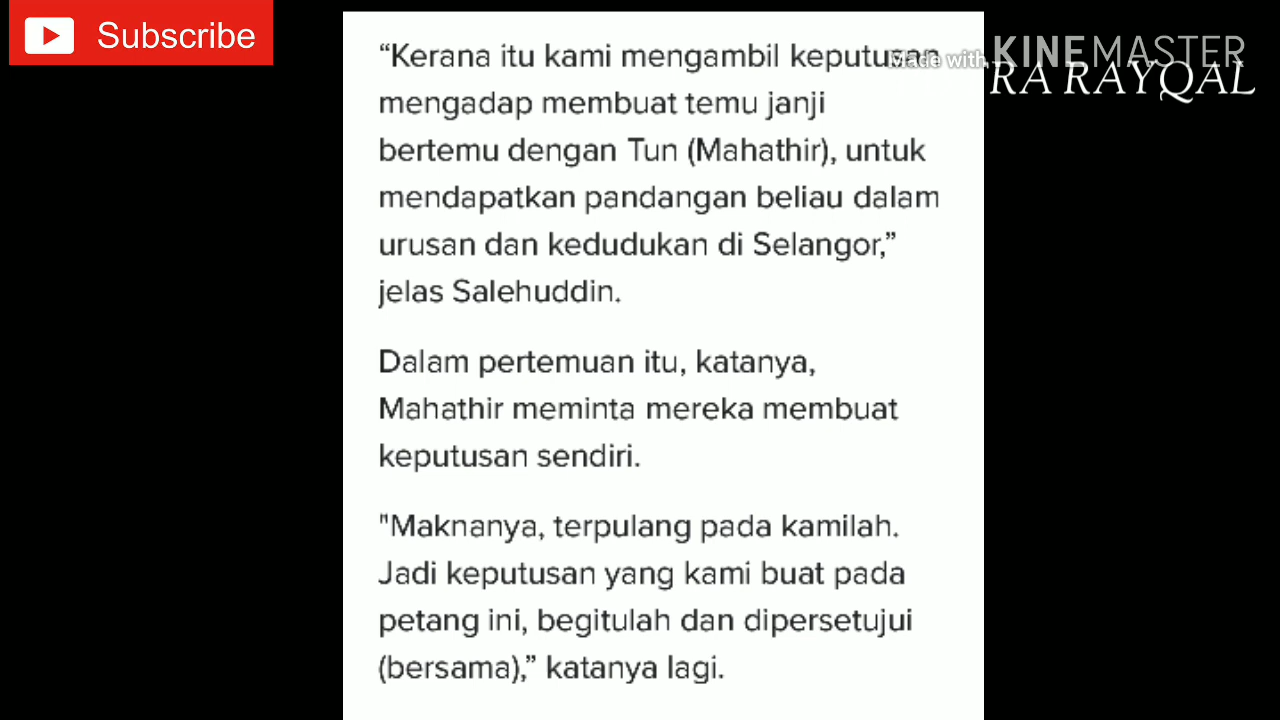 Subscribe
Made with KINEMASTER
RA RAYQAL
“Kerana itu kami mengambil keputusan
mengadap membuat temu janji
bertemu dengan Tun (Mahathir), untuk
mendapatkan pandangan beliau dalam
urusan dan kedudukan di Selangor,”
jelas Salehuddin.
Dalam pertemuan itu, katanya,
Mahathir meminta mereka membuat
keputusan sendiri.
"Maknanya, terpulang pada kamilah.
Jadi keputusan yang kami buat pada
petang ini, begitulah dan dipersetujui
(bersama),” katanya lagi.